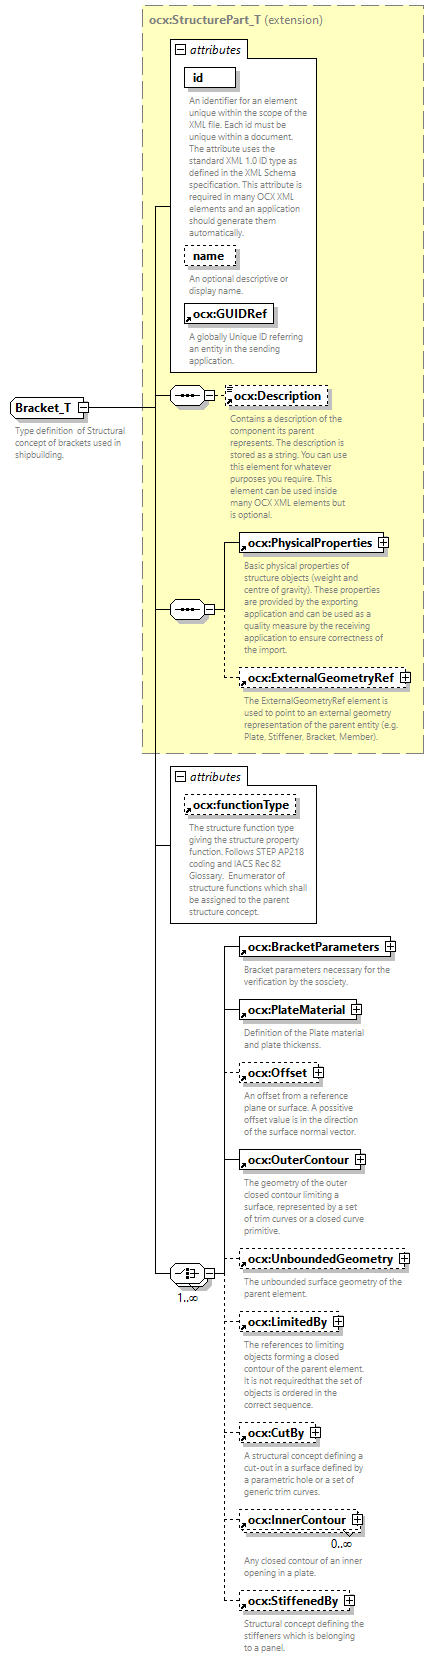 ocx:StructurePart_T (extension)
attributes
id
An identifier for an element
unique within the scope of the
XML file. Each id must be
unique within a document.
The attribute uses the
standard XML 1.0 ID type as
defined in the XML Schema
specification. This attribute is
required in many OCX XML
elements and an application
should generate them
automatically.
name
An optional descriptive or
display name.
ocx:GUIDRef
A globally Unique ID referring
an entity in the sending
application.
Bracket_T
Type definition of Structural
concept of brackets used in
shipbuilding.
ocx:Description
Contains a description of the
component its parent
represents. The description is
stored as a string. You can use
this element for whatever
purposes you require. This
element can be used inside
many OCX XML elements but
is optional.
ocx:PhysicalProperties
Basic physical properties of
structure objects (weight and
centre of gravity). These properties
are provided by the exporting
application and can be used as a
quality measure by the receiving
application to ensure correctness of
the import.
ocx:ExternalGeometryRef
The ExternalGeometryRef element is
used to point to an external geometry
representation of the parent entity (e.g.
Plate, Stiffener, Bracket, Member).
attributes
ocx:functionType
The structure function type
giving the structure property
function. Follows STEP AP218
coding and IACS Rec 82
Glossary. Enumerator of
structure functions which shall
be assigned to the parent
structure concept.
ocx:BracketParameters
Bracket parameters necessary for the
verification by the sosciety.
ocx:PlateMaterial
Definition of the Plate material
and plate thickenss.
ocx:Offset
An offset from a reference
plane or surface. A possitive
offset value is in the direction
of the surface normal vector.
ocx:OuterContour
The geometry of the outer
closed contour limiting a
surface, represented by a set
of trim curves or a closed curve
primitive.
1..∞
ocx:UnboundedGeometry
The unbounded surface geometry of the
parent element.
ocx:LimitedBy
The references to limiting
objects forming a closed
contour of the parent element.
It is not requiredthat the set of
objects is ordered in the
correct sequence.
ocx:CutBy
A structural concept defining a
cut-out in a surface defined by
a parametric hole or a set of
generic trim curves.
ocx:InnerContour
0..∞
Any closed contour of an inner
opening in a plate.
ocx:StiffenedBy
Structural concept defining the
stiffeners which is belonging
to a panel.